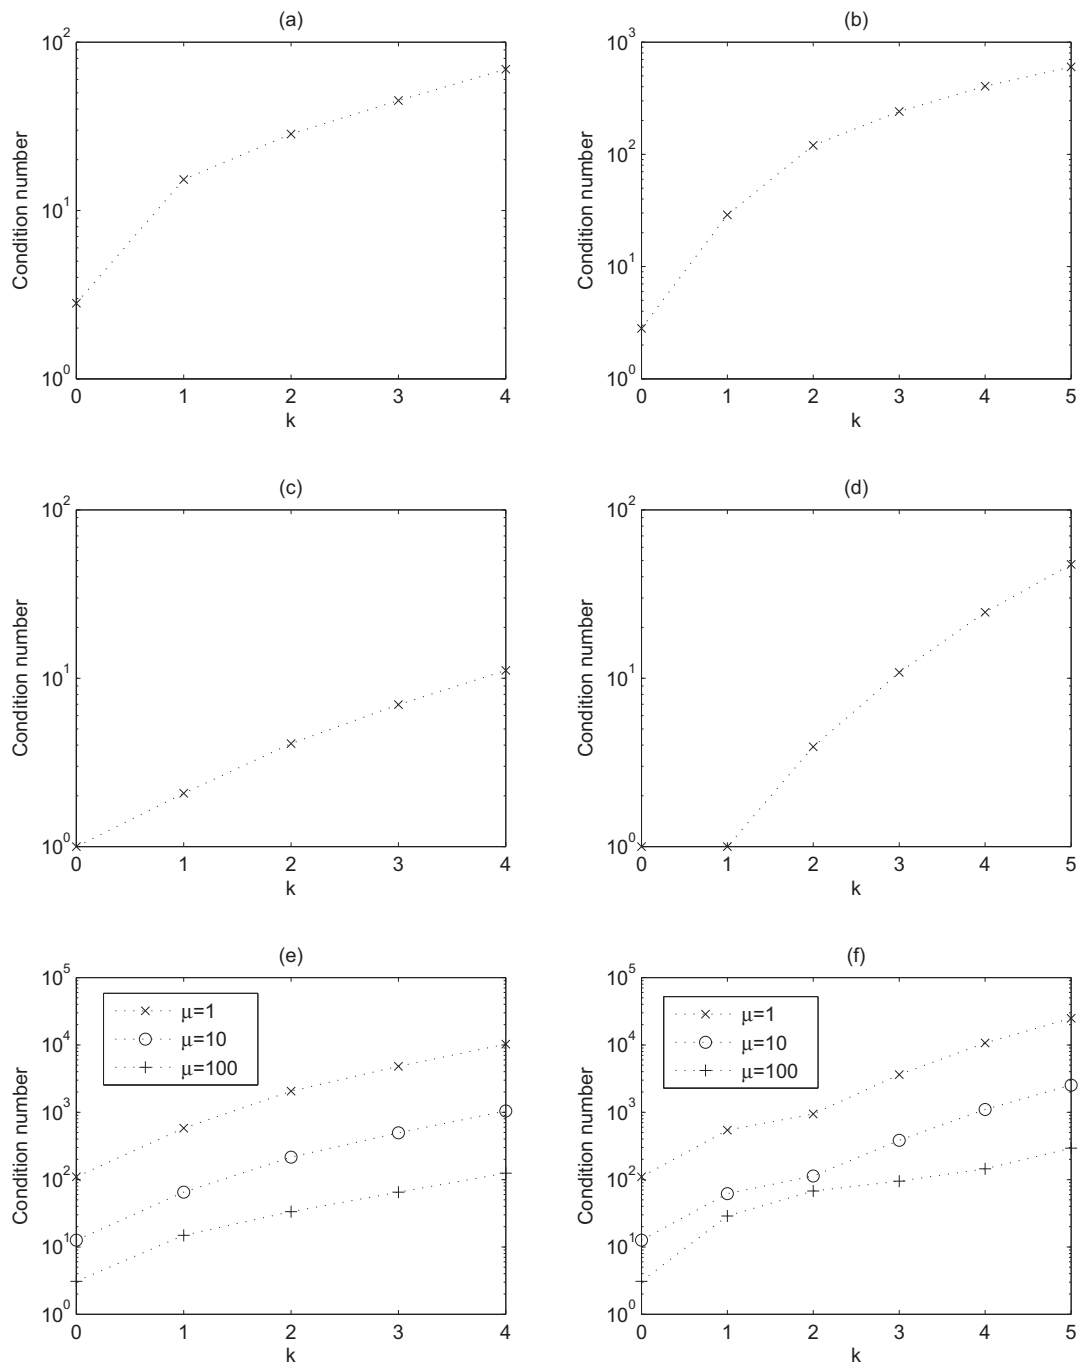 (a)
10^2
10^1
10^0
Condition number
0 1 2 3 4
k
(b)
10^3
10^2
10^1
10^0
Condition number
0 1 2 3 4 5
k
(c)
10^2
10^1
10^0
Condition number
0 1 2 3 4
k
(d)
10^2
10^1
10^0
Condition number
0 1 2 3 4 5
k
(e)
10^5
10^4
10^3
10^2
10^1
10^0
Condition number
μ=1
μ=10
μ=100
0 1 2 3 4
k
(f)
10^5
10^4
10^3
10^2
10^1
10^0
Condition number
μ=1
μ=10
μ=100
0 1 2 3 4 5
k